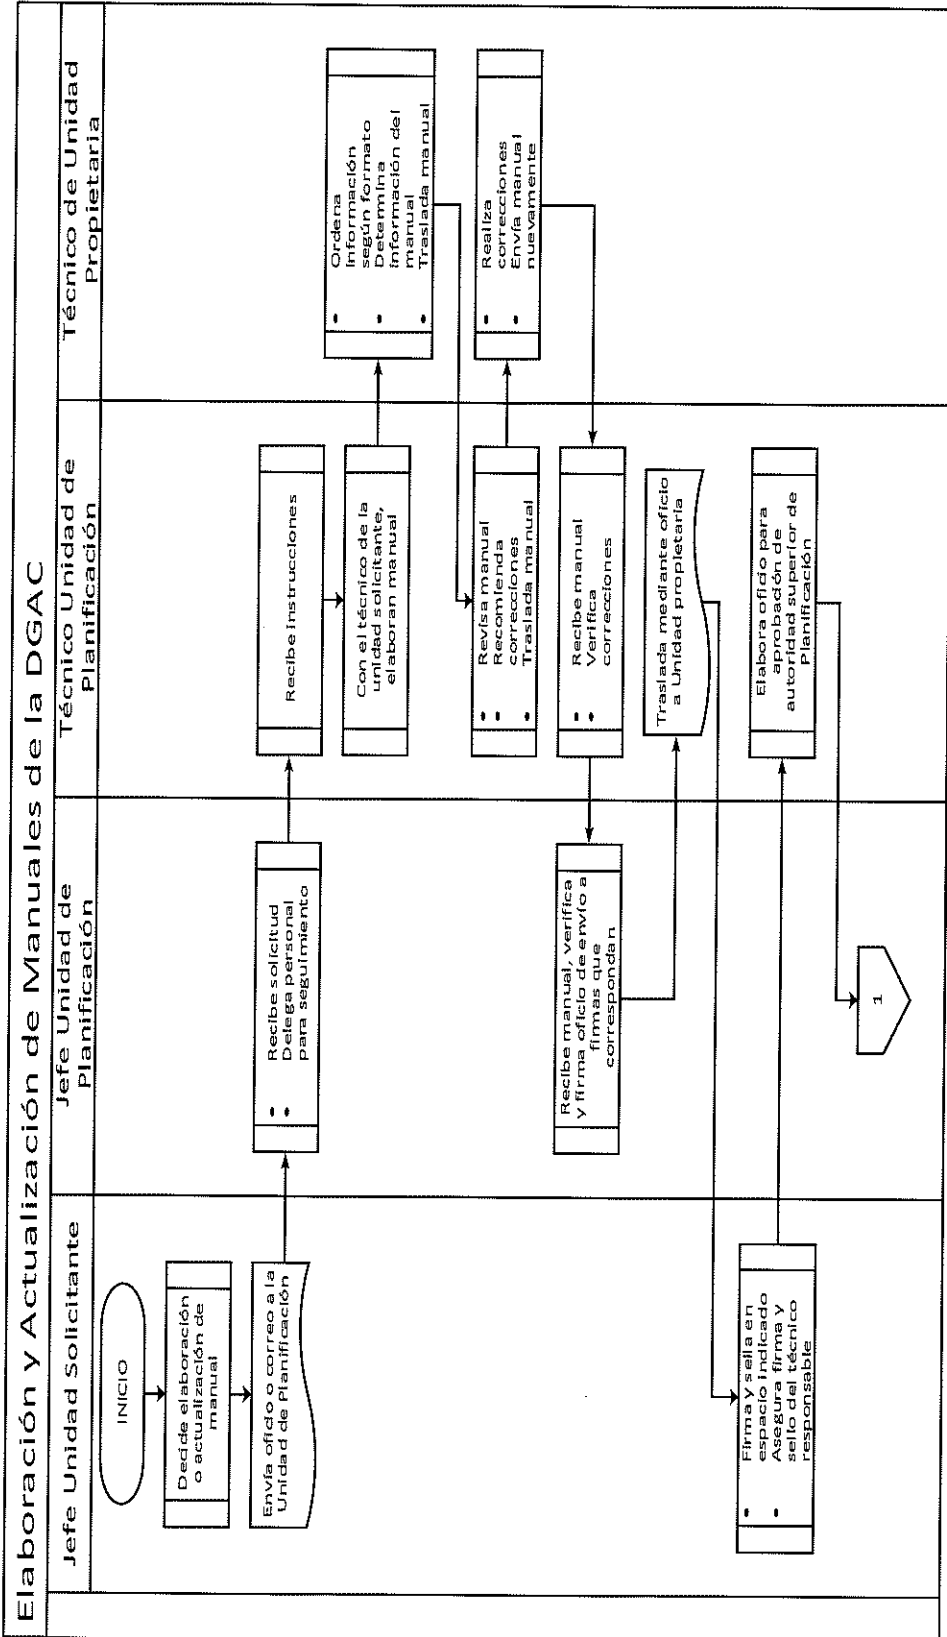 Elaboración y Actualización de Manuales de la DGAC
Jefe Unidad Solicitante
Jefe Unidad de
Planificación
Técnico Unidad de
Planificación
Técnico de Unidad
Propietaria
INICIO
Decide elaboración
o actualización de
manual
Envía oficio o correo a la
Unidad de Planificación
• Recibe solicitud
• Delega personal
para seguimiento
Recibe instrucciones
Con el técnico de la
unidad solicitante,
elaboran manual
• Ordena
información
según formato
• Determina
información del
manual
• Traslada manual
• Revisa manual
• Recomienda
correcciones
• Traslada manual
• Realiza
correcciones
• Envía manual
nuevamente
• Recibe manual
• Verifica
correcciones
Recibe manual, verifica
y firma oficio de envío a
firmas que
correspondan
Traslada mediante oficio
a Unidad propietaria
• Firma y sella en
espacio indicado
• Asegura firma y
sello del técnico
responsable
Elabora oficio para
aprobación de
autoridad superior de
Planificación
1